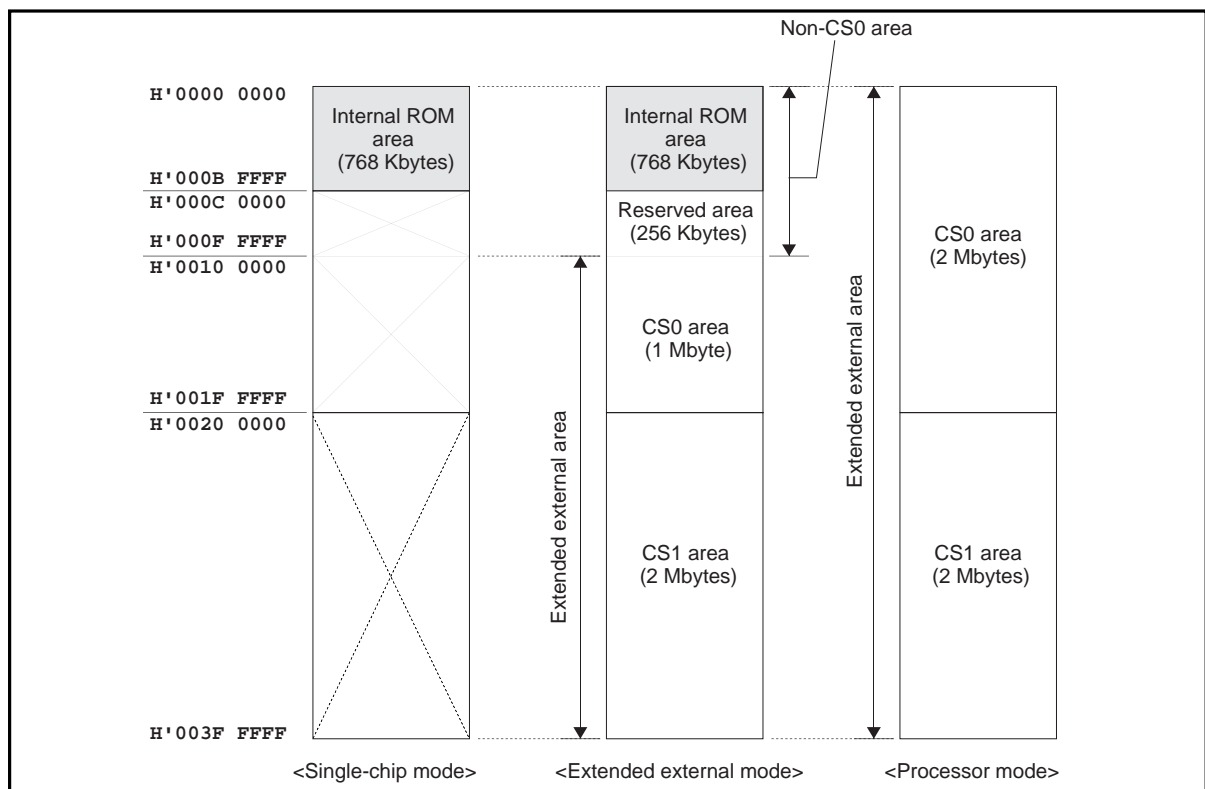 Non-CS0 area
H'0000 0000
H'000B FFFF
H'000C 0000
H'000F FFFF
H'0010 0000
H'001F FFFF
H'0020 0000
H'003F FFFF
Internal ROM
area
(768 Kbytes)
<Single-chip mode>
Extended external area
Internal ROM
area
(768 Kbytes)
Reserved area
(256 Kbytes)
CS0 area
(1 Mbyte)
CS1 area
(2 Mbytes)
<Extended external mode>
Extended external area
CS0 area
(2 Mbytes)
CS1 area
(2 Mbytes)
<Processor mode>